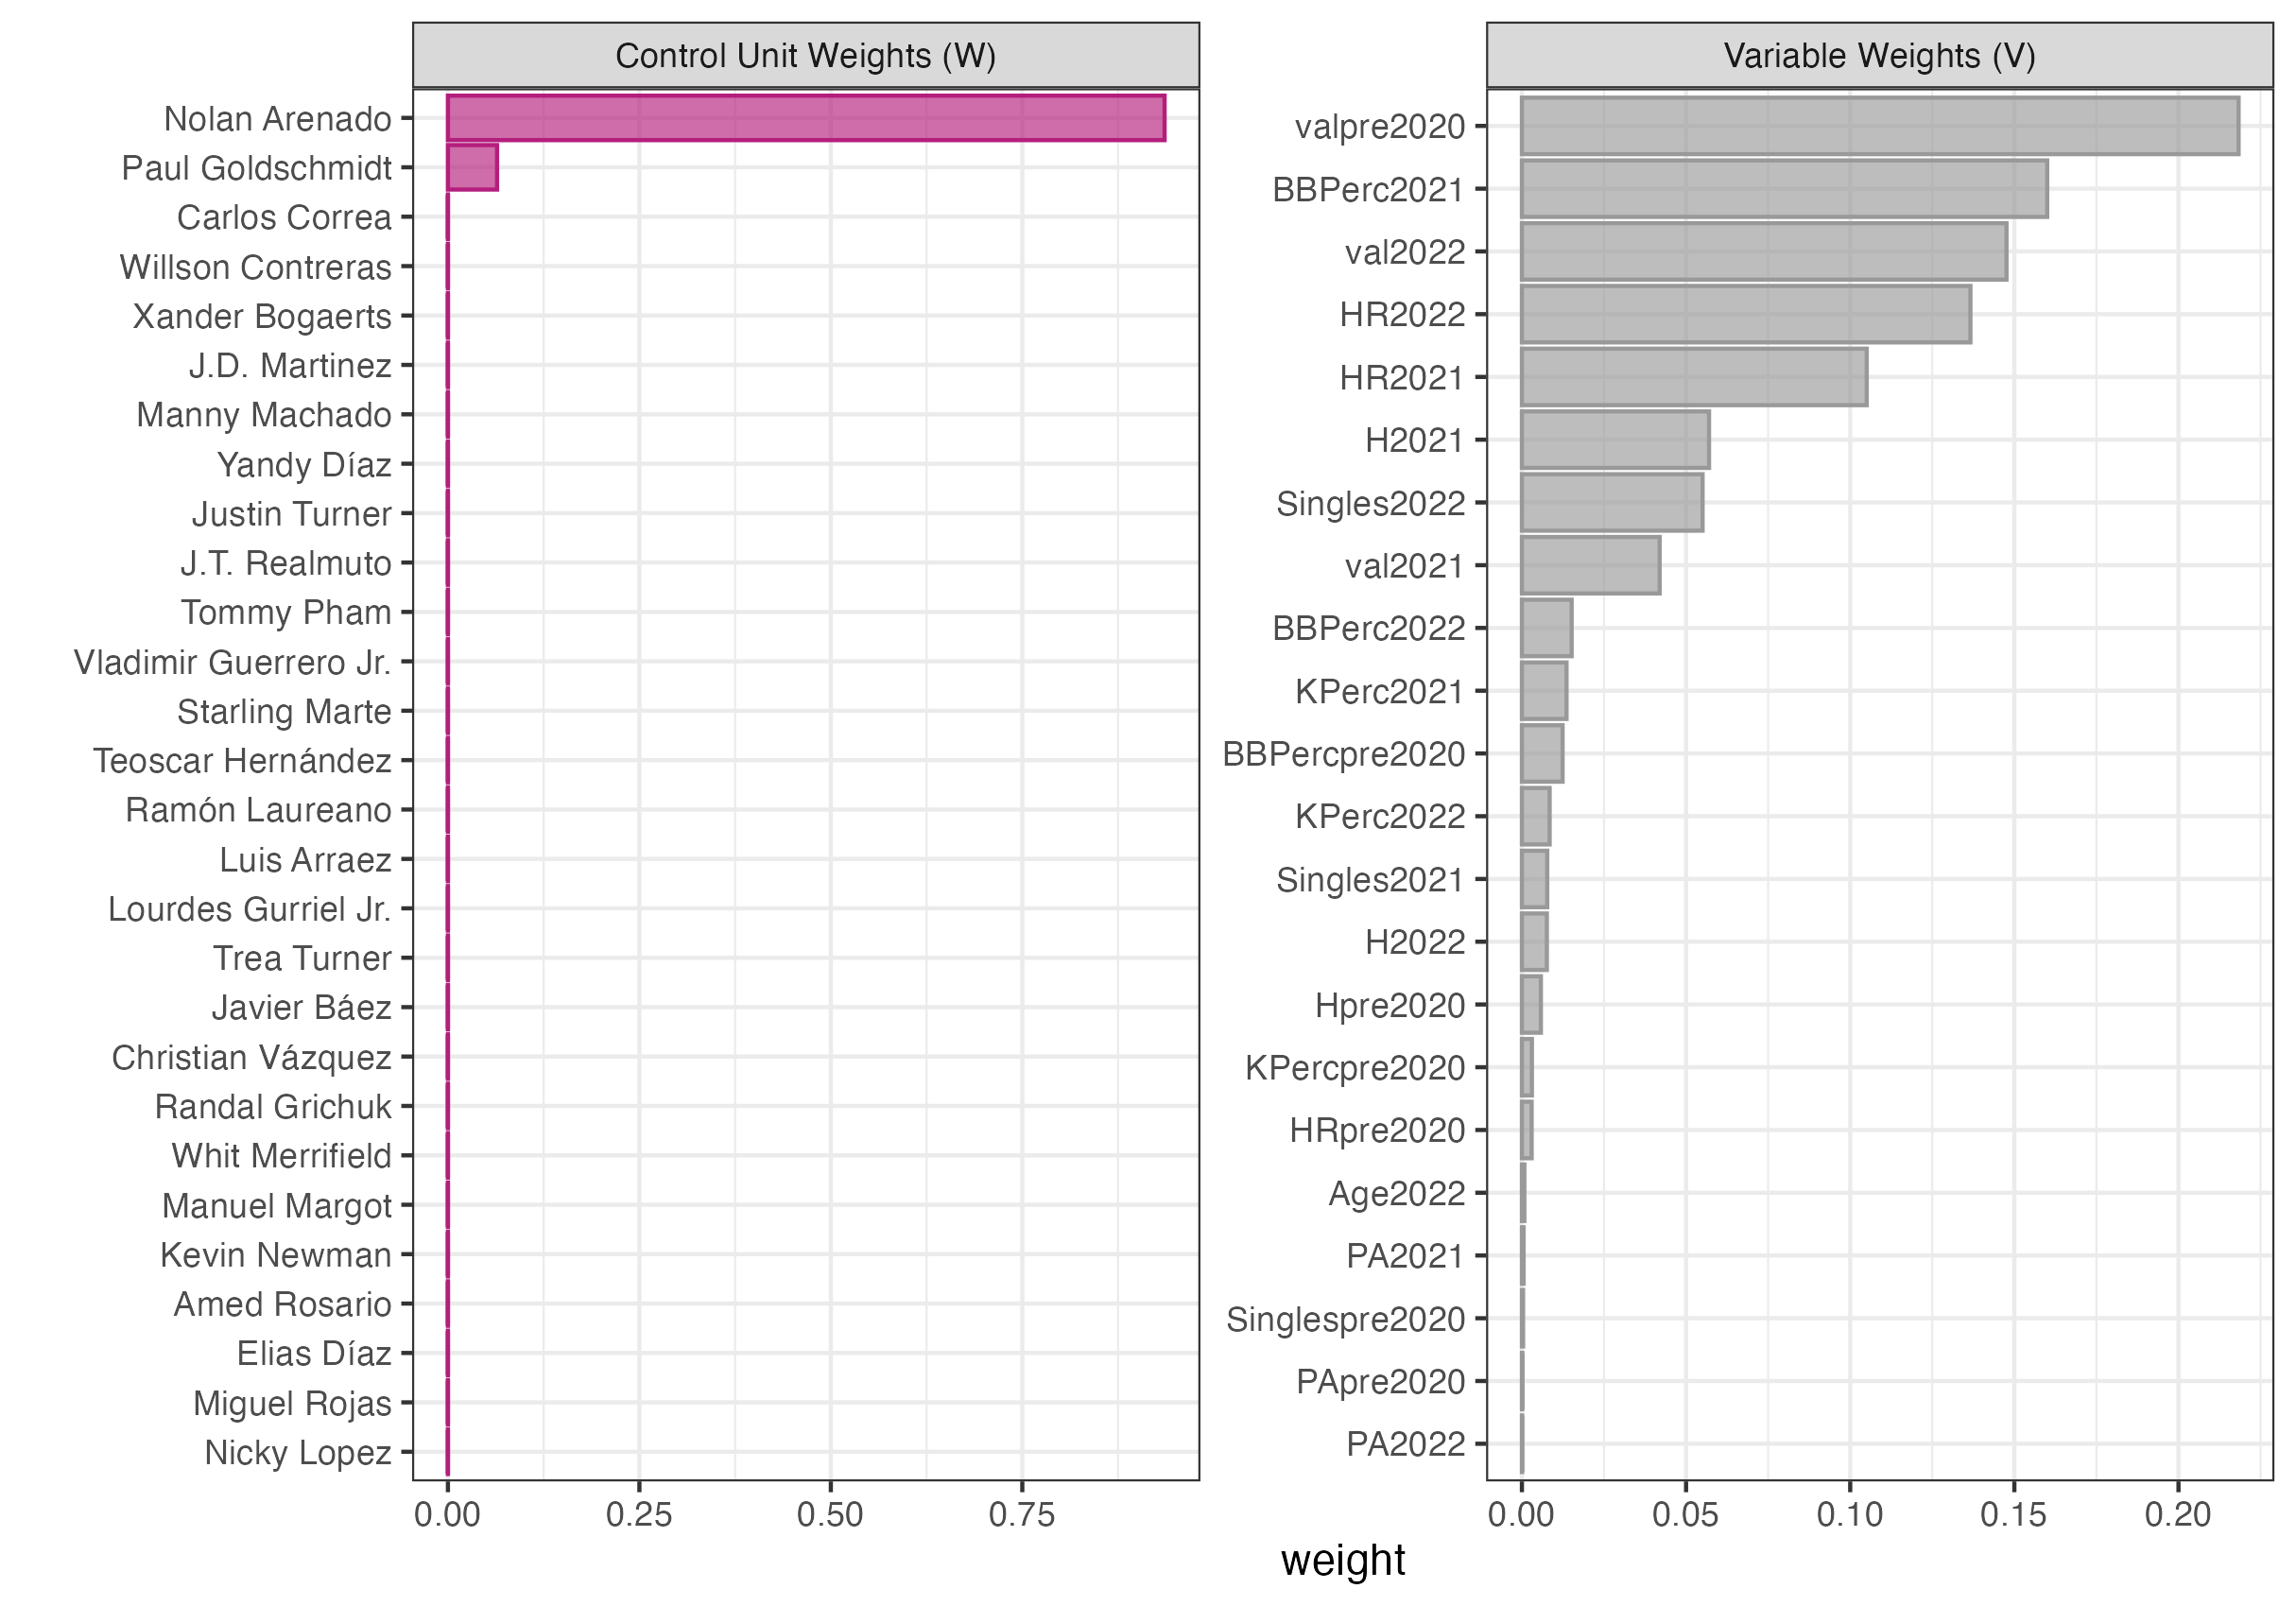 Control Unit Weights (W)
Nolan Arenado
Paul Goldschmidt
Carlos Correa
Willson Contreras
Xander Bogaerts
J.D. Martinez
Manny Machado
Yandy Díaz
Justin Turner
J.T. Realmuto
Tommy Pham
Vladimir Guerrero Jr.
Starling Marte
Teoscar Hernández
Ramón Laureano
Luis Arraez
Lourdes Gurriel Jr.
Trea Turner
Javier Báez
Christian Vázquez
Randal Grichuk
Whit Merrifield
Manuel Margot
Kevin Newman
Amed Rosario
Elias Díaz
Miguel Rojas
Nicky Lopez
0.00 0.25 0.50 0.75
Variable Weights (V)
valpre2020
BBPerc2021
val2022
HR2022
HR2021
H2021
Singles2022
val2021
BBPerc2022
KPerc2021
BBPercpre2020
KPerc2022
Singles2021
H2022
Hpre2020
KPercpre2020
HRpre2020
Age2022
PA2021
Singlespre2020
PApre2020
PA2022
0.00 0.05 0.10 0.15 0.20
weight